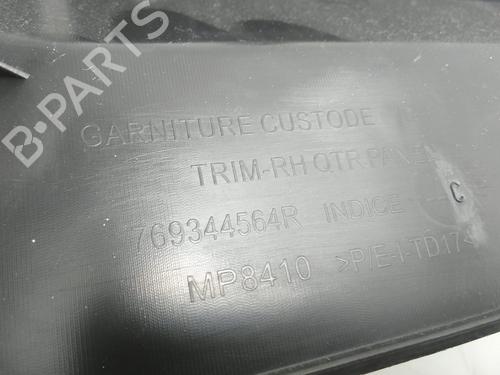 B-Parts
GARNITURE CUSTODE
TRIM-RH QTR.PANEL
769344564R INDICE C
MP8410 >P/E-I-TD17<